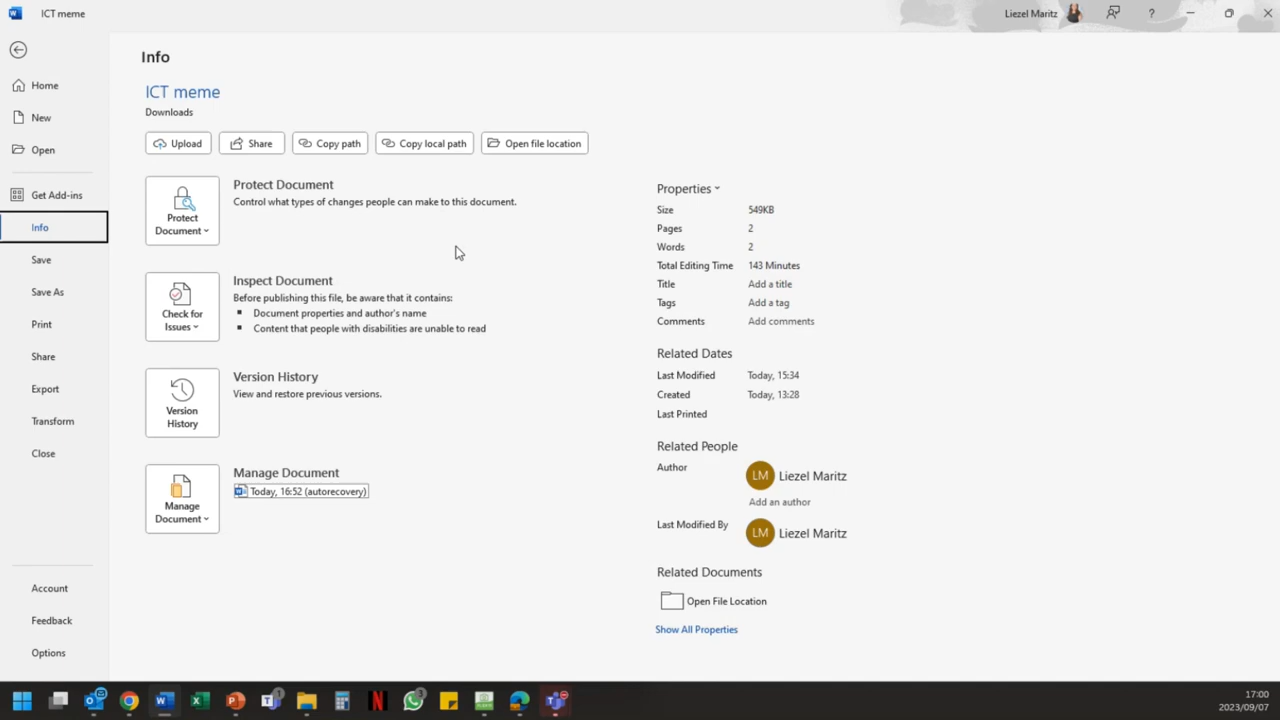 ICT meme
Liezel Maritz
Info
Home
New
Open
Get Add-ins
Info
Save
Save As
Print
Share
Export
Transform
Close
Account
Feedback
Options
ICT meme
Downloads
Upload
Share
Copy path
Copy local path
Open file location
Protect Document
Protect Document
Control what types of changes people can make to this document.
Check for Issues
Inspect Document
Before publishing this file, be aware that it contains:
Document properties and author's name
Content that people with disabilities are unable to read
Version History
Version History
View and restore previous versions.
Manage Document
Manage Document
Today, 16:52 (autorecovery)
Properties
Size 549KB
Pages 2
Words 2
Total Editing Time 143 Minutes
Title Add a title
Tags Add a tag
Comments Add comments
Related Dates
Last Modified Today, 15:34
Created Today, 13:28
Last Printed
Related People
Author LM Liezel Maritz
Add an author
Last Modified By LM Liezel Maritz
Related Documents
Open File Location
Show All Properties
17:00
2023/09/07